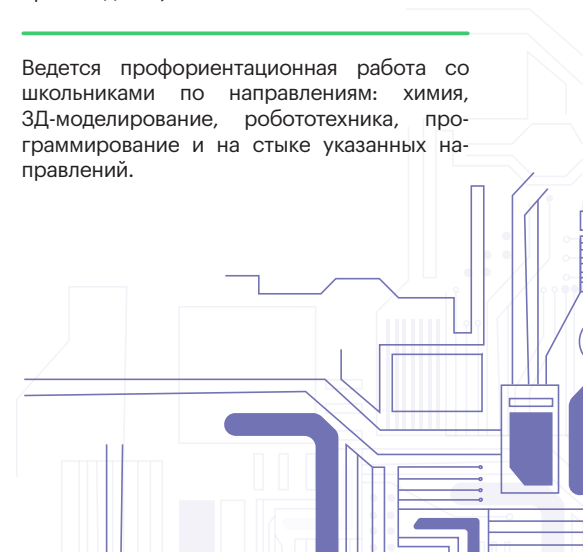 Ведется профориентационная работа со
школьниками по направлениям: химия,
3Д-моделирование, робототехника, про-
граммирование и на стыке указанных на-
правлений.